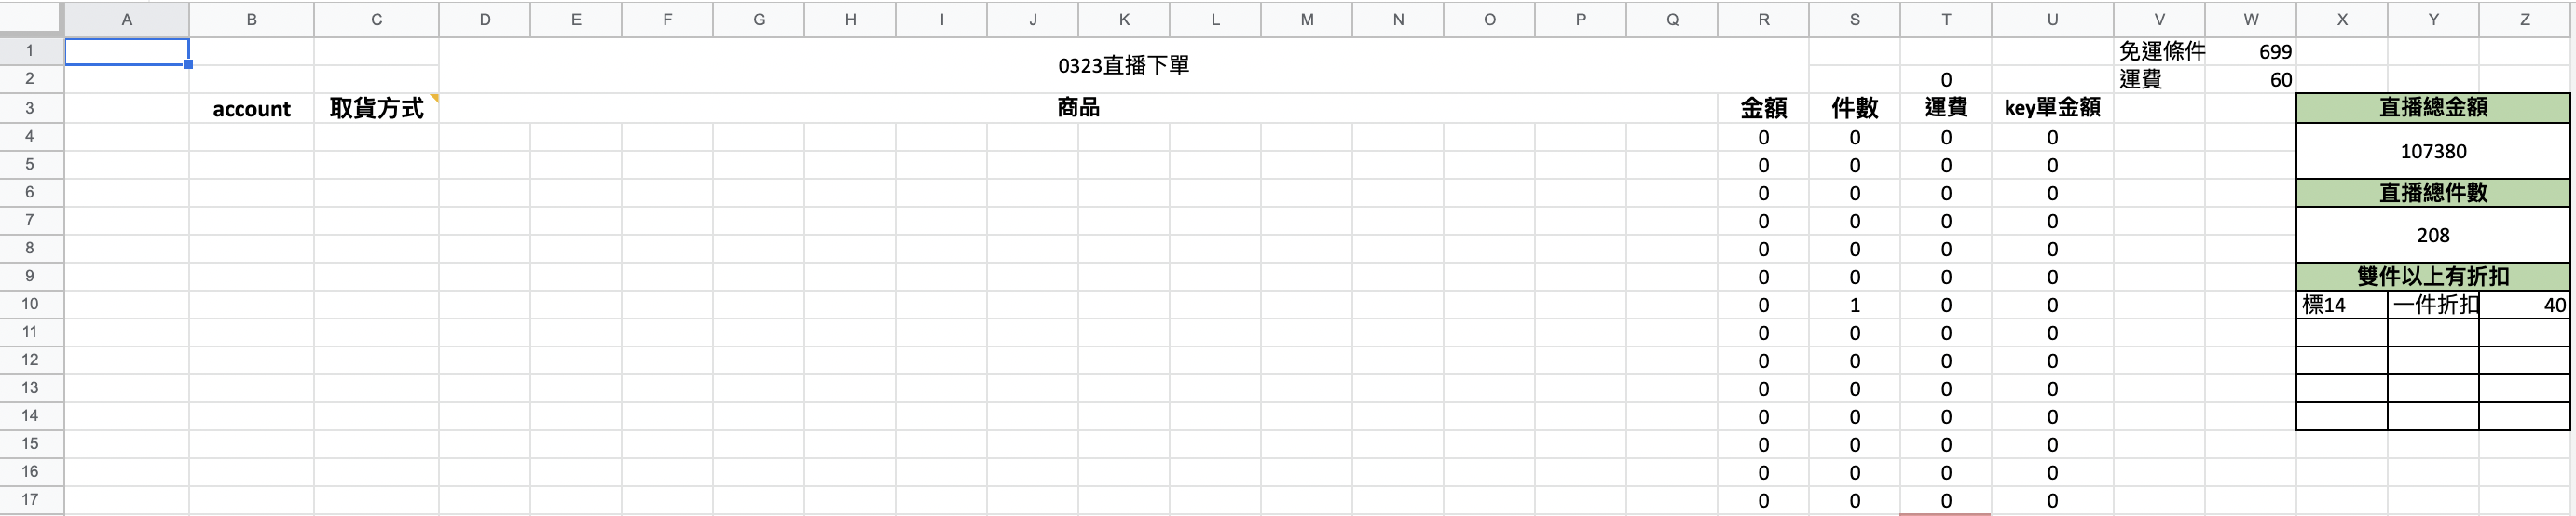 A B C D E F G H I J K L M N O P Q R S T U V W X Y Z
1 0323直播下單 免運條件 699
2 0 運費 60
3 account 取貨方式 商品 金額 件數 運費 key單金額 直播總金額
4 0 0 0 0 107380
5 0 0 0 0
6 0 0 0 0 直播總件數
7 0 0 0 0 208
8 0 0 0 0
9 0 0 0 0 雙件以上有折扣
10 0 1 0 0 標14 一件折扣 40
11 0 0 0 0
12 0 0 0 0
13 0 0 0 0
14 0 0 0 0
15 0 0 0 0
16 0 0 0 0
17 0 0 0 0